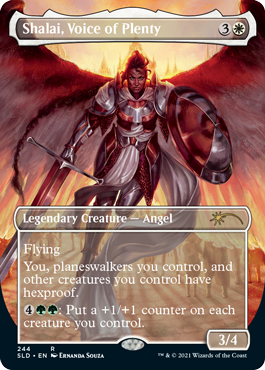 Shalai, Voice of Plenty 3
Legendary Creature — Angel
Flying
You, planeswalkers you control, and
other creatures you control have
hexproof.
4: Put a +1/+1 counter on each
creature you control.
3/4
244 R
SLD • EN ERNANDA SOUZA
™ & © 2021 Wizards of the Coast